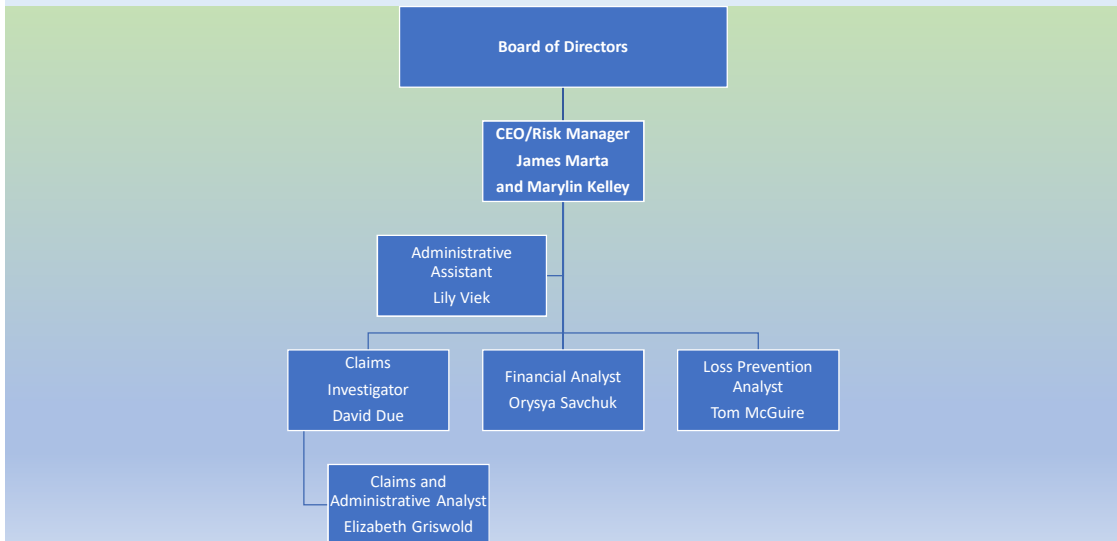 Board of Directors
CEO/Risk Manager
James Marta
and Marylin Kelley
Administrative
Assistant
Lily Viek
Claims
Investigator
David Due
Financial Analyst
Orysya Savchuk
Loss Prevention
Analyst
Tom McGuire
Claims and
Administrative Analyst
Elizabeth Griswold